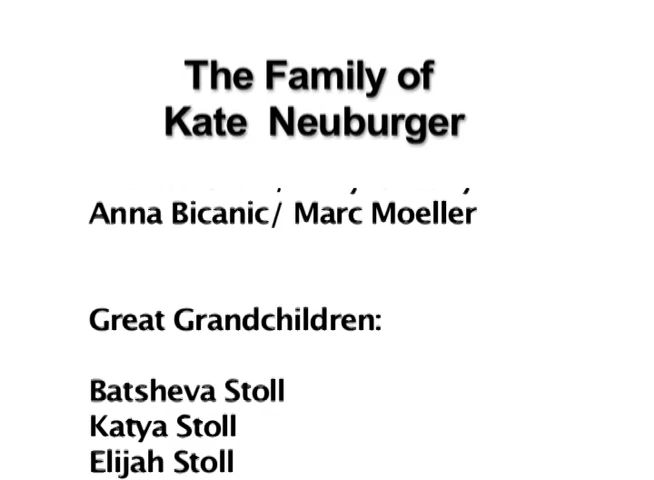 The Family of
Kate Neuburger
Anna Bicanic/ Marc Moeller
Great Grandchildren:
Batsheva Stoll
Katya Stoll
Elijah Stoll